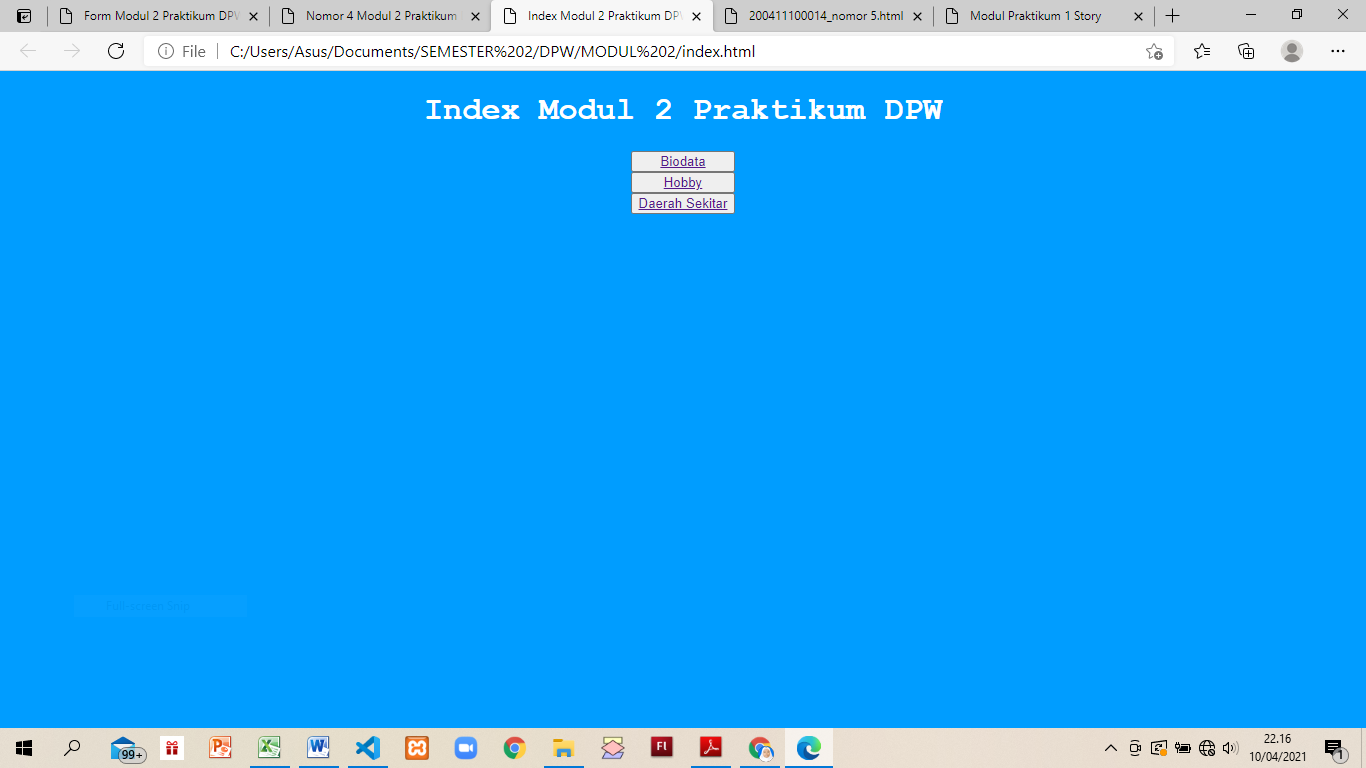 Form Modul 2 Praktikum DPW
Nomor 4 Modul 2 Praktikum
Index Modul 2 Praktikum DPW
200411100014_nomor 5.html
Modul Praktikum 1 Story
File
C:/Users/Asus/Documents/SEMESTER%202/DPW/MODUL%202/index.html
Index Modul 2 Praktikum DPW
Biodata
Hobby
Daerah Sekitar
99+
Fl
22.16
10/04/2021
1